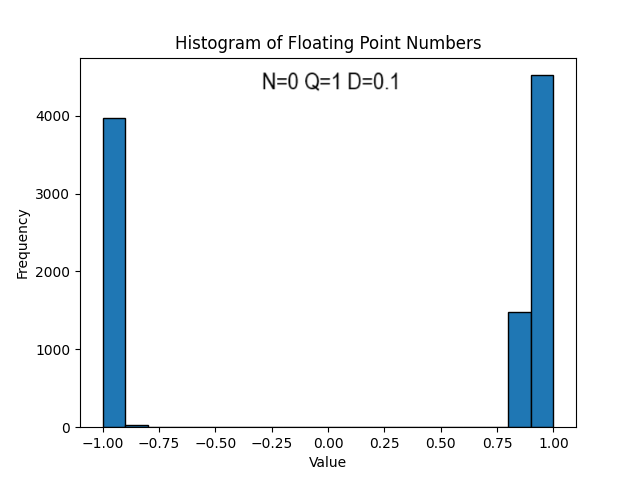 Histogram of Floating Point Numbers
N=0 Q=1 D=0.1
Frequency
4000
3000
2000
1000
0
−1.00 −0.75 −0.50 −0.25 0.00 0.25 0.50 0.75 1.00
Value